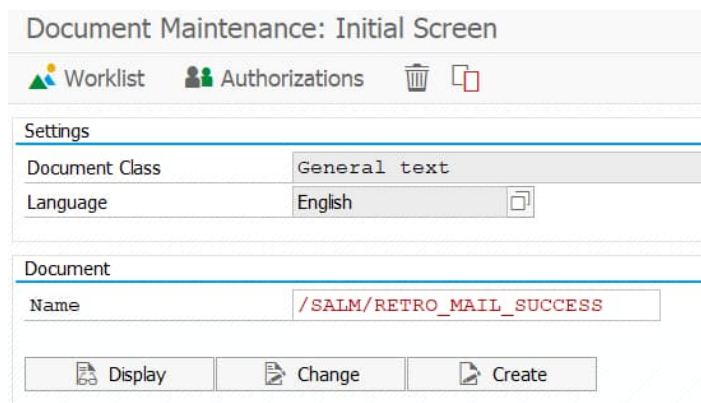 Document Maintenance: Initial Screen
Worklist Authorizations
Settings
Document Class General text
Language English
Document
Name /SALM/RETRO_MAIL_SUCCESS
Display Change Create